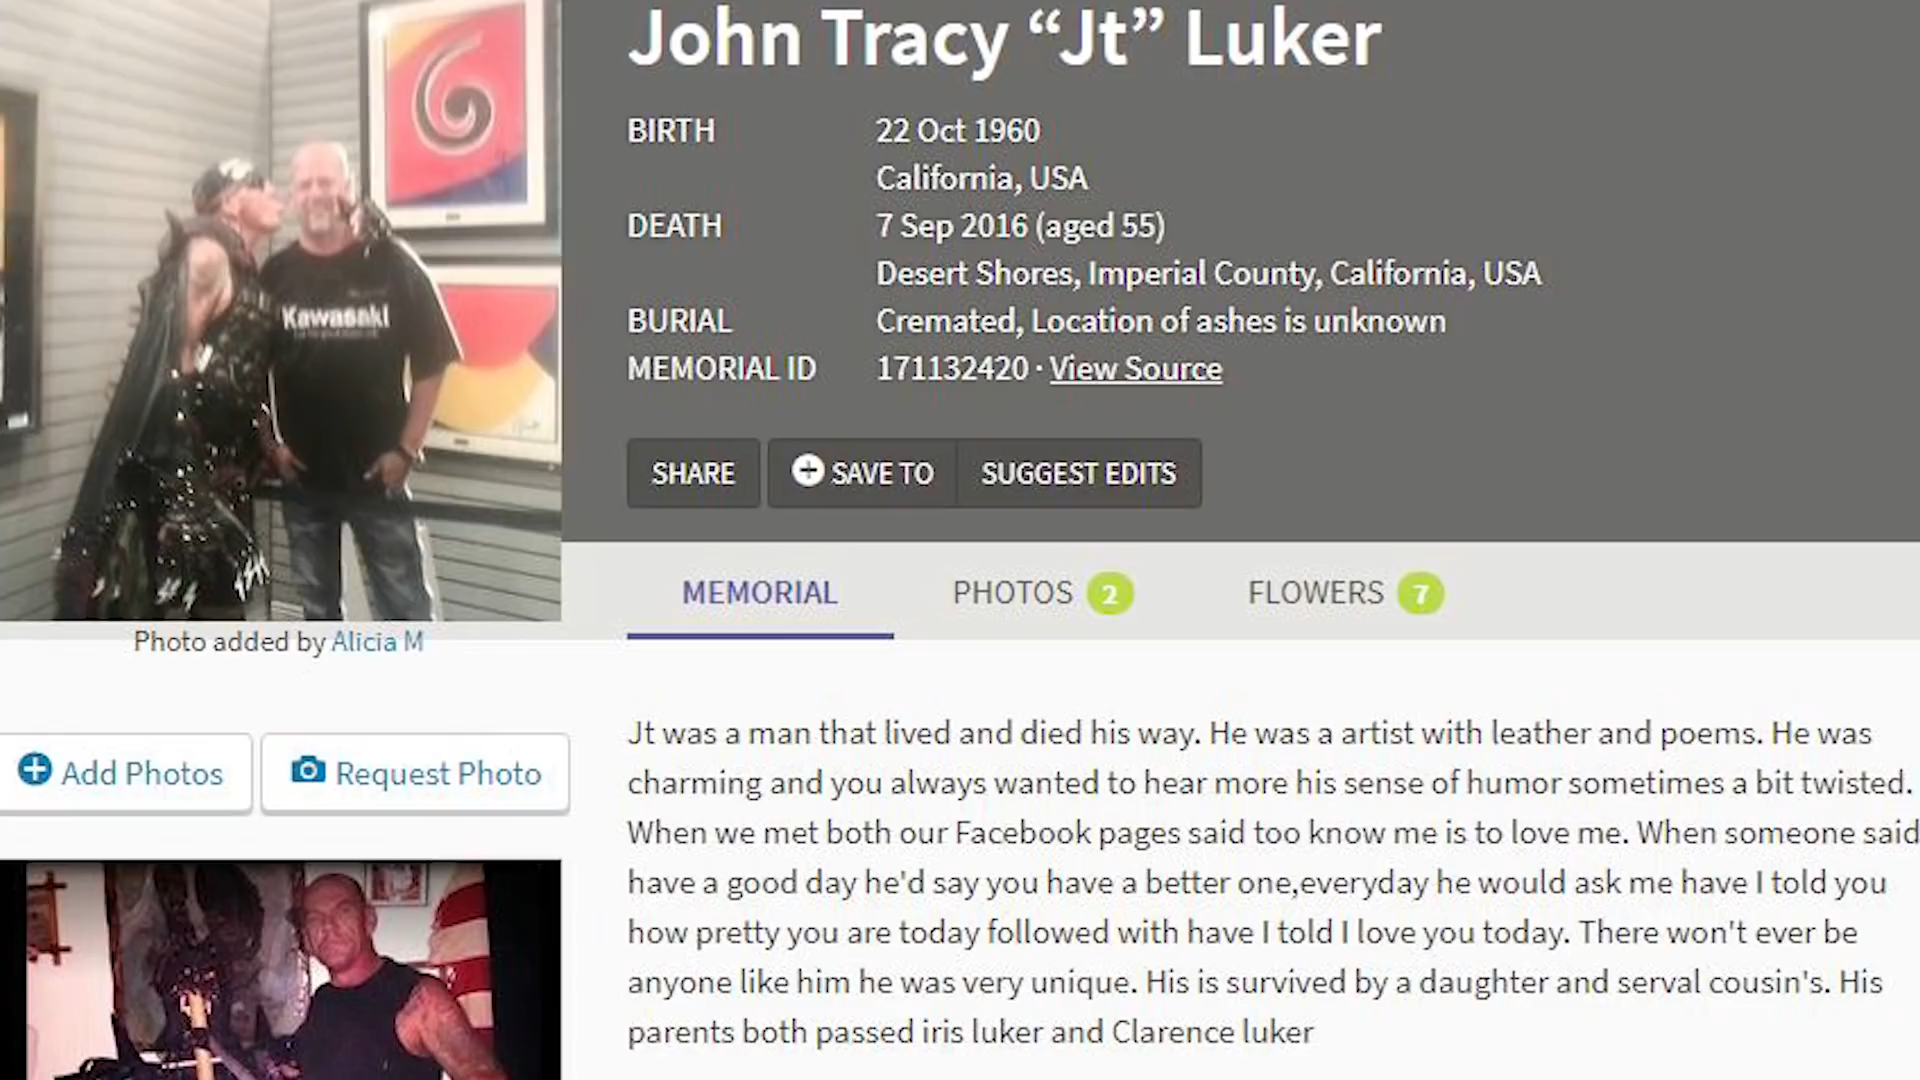 John Tracy “Jt” Luker
BIRTH 22 Oct 1960
California, USA
DEATH 7 Sep 2016 (aged 55)
Desert Shores, Imperial County, California, USA
BURIAL Cremated, Location of ashes is unknown
MEMORIAL ID 171132420 · View Source
SHARE SAVE TO SUGGEST EDITS
MEMORIAL PHOTOS 2 FLOWERS 7
Kawasaki
Photo added by Alicia M
Add Photos Request Photo
Jt was a man that lived and died his way. He was a artist with leather and poems. He was
charming and you always wanted to hear more his sense of humor sometimes a bit twisted.
When we met both our Facebook pages said too know me is to love me. When someone said
have a good day he'd say you have a better one,everyday he would ask me have I told you
how pretty you are today followed with have I told I love you today. There won't ever be
anyone like him he was very unique. His is survived by a daughter and serval cousin's. His
parents both passed iris luker and Clarence luker